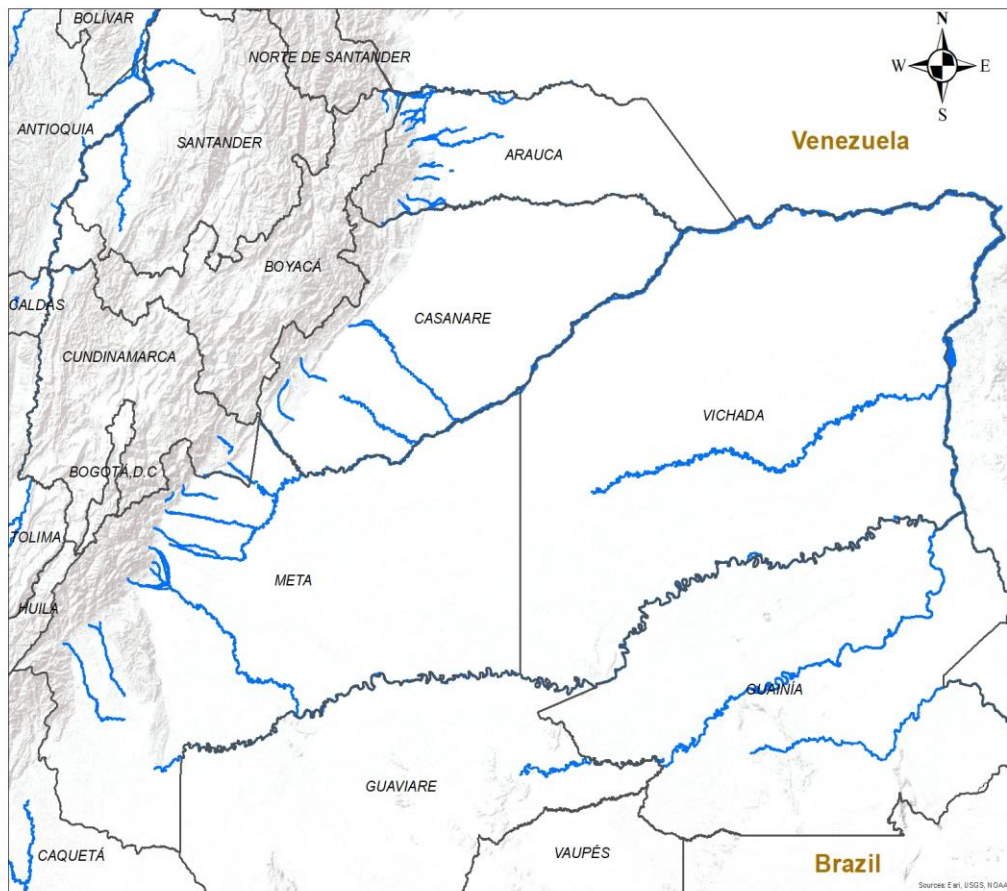 BOLÍVAR
N
NORTE DE SANTANDER
W
E
S
ANTIOQUIA
SANTANDER
Venezuela
ARAUCA
BOYACÁ
CALDAS
CASANARE
CUNDINAMARCA
VICHADA
BOGOTÁ D.C
TOLIMA
META
HUILA
GUAINÍA
GUAVIARE
CAQUETÁ
VAUPÉS
Brazil
Sources: Esri, USGS, NOAA